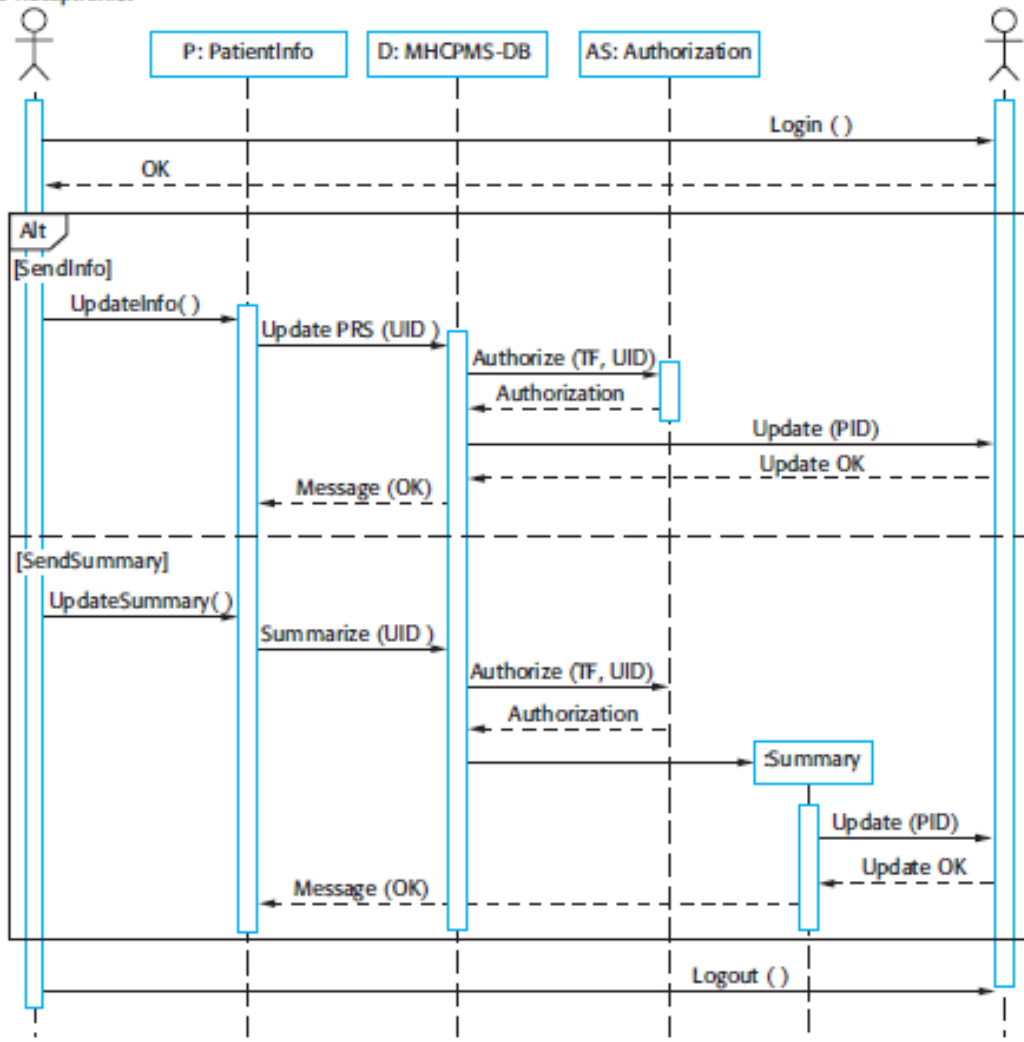 P: PatientInfo
D: MHCPMS-DB
AS: Authorization
Login ( )
OK
Alt
[SendInfo]
UpdateInfo( )
Update PRS (UID )
Authorize (TF, UID)
Authorization
Update (PID)
Update OK
Message (OK)
[SendSummary]
UpdateSummary( )
Summarize (UID )
Authorize (TF, UID)
Authorization
:Summary
Update (PID)
Update OK
Message (OK)
Logout ( )